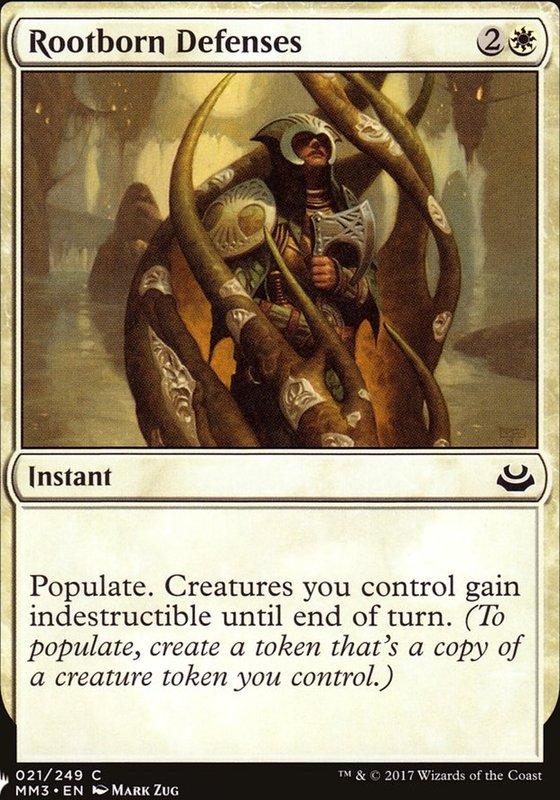 Rootborn Defenses 2
Instant
Populate. Creatures you control gain
indestructible until end of turn. (To
populate, create a token that's a copy of
a creature token you control.)
021/249 C
MM3 • EN Mark Zug
™ & © 2017 Wizards of the Coast